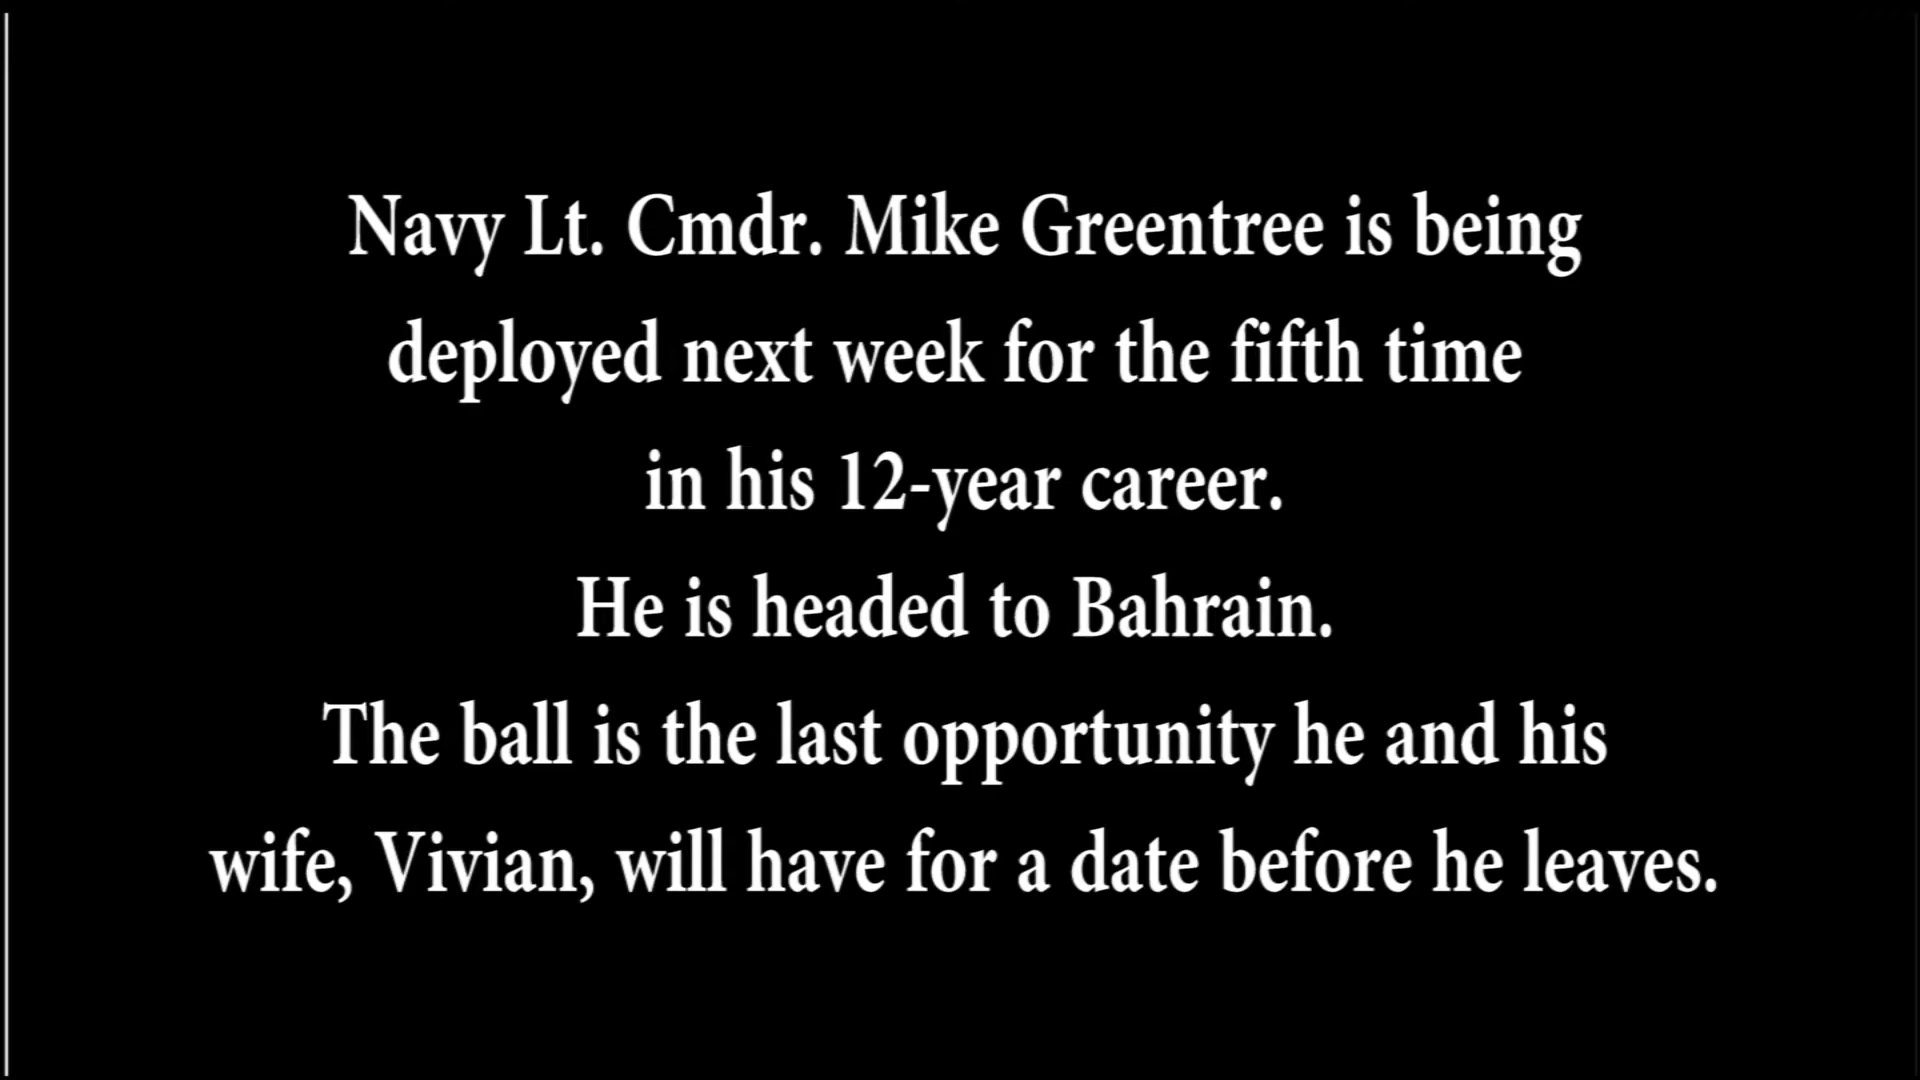 Navy Lt. Cmdr. Mike Greentree is being
deployed next week for the fifth time
in his 12-year career.
He is headed to Bahrain.
The ball is the last opportunity he and his
wife, Vivian, will have for a date before he leaves.